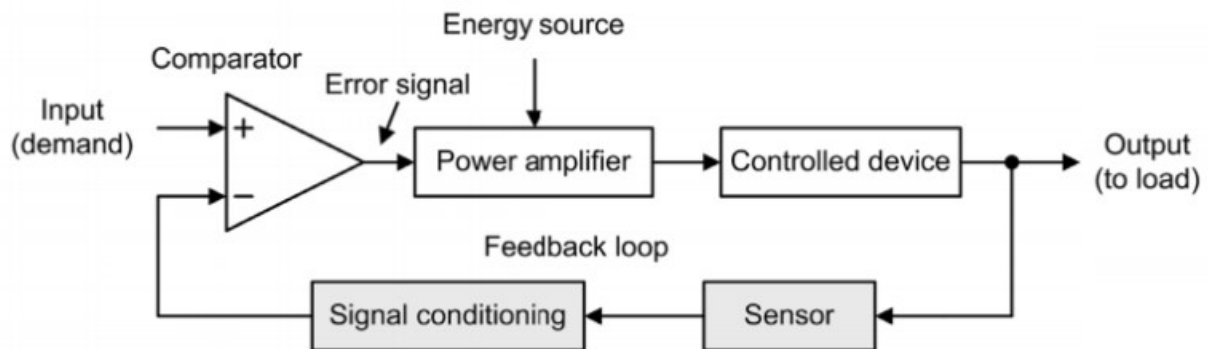 Energy source
Comparator
Error signal
Input
(demand)
+
−
Power amplifier
Controlled device
Output
(to load)
Feedback loop
Signal conditioning
Sensor